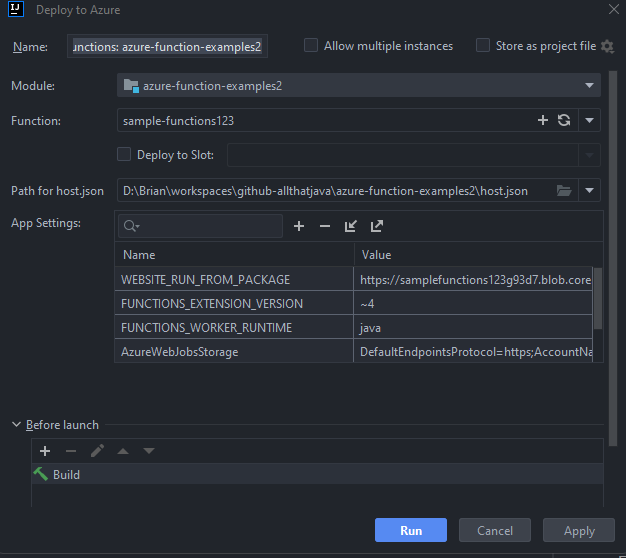 IJ Deploy to Azure
Name: unctions: azure-function-examples2 Allow multiple instances Store as project file
Module: azure-function-examples2
Function: sample-functions123
Deploy to Slot:
Path for host.json D:\Brian\workspaces\github-allthatjava\azure-function-examples2\host.json
App Settings:
Name Value
WEBSITE_RUN_FROM_PACKAGE https://samplefunctions123g93d7.blob.core
FUNCTIONS_EXTENSION_VERSION ~4
FUNCTIONS_WORKER_RUNTIME java
AzureWebJobsStorage DefaultEndpointsProtocol=https;AccountNa
Before launch
Build
Run Cancel Apply